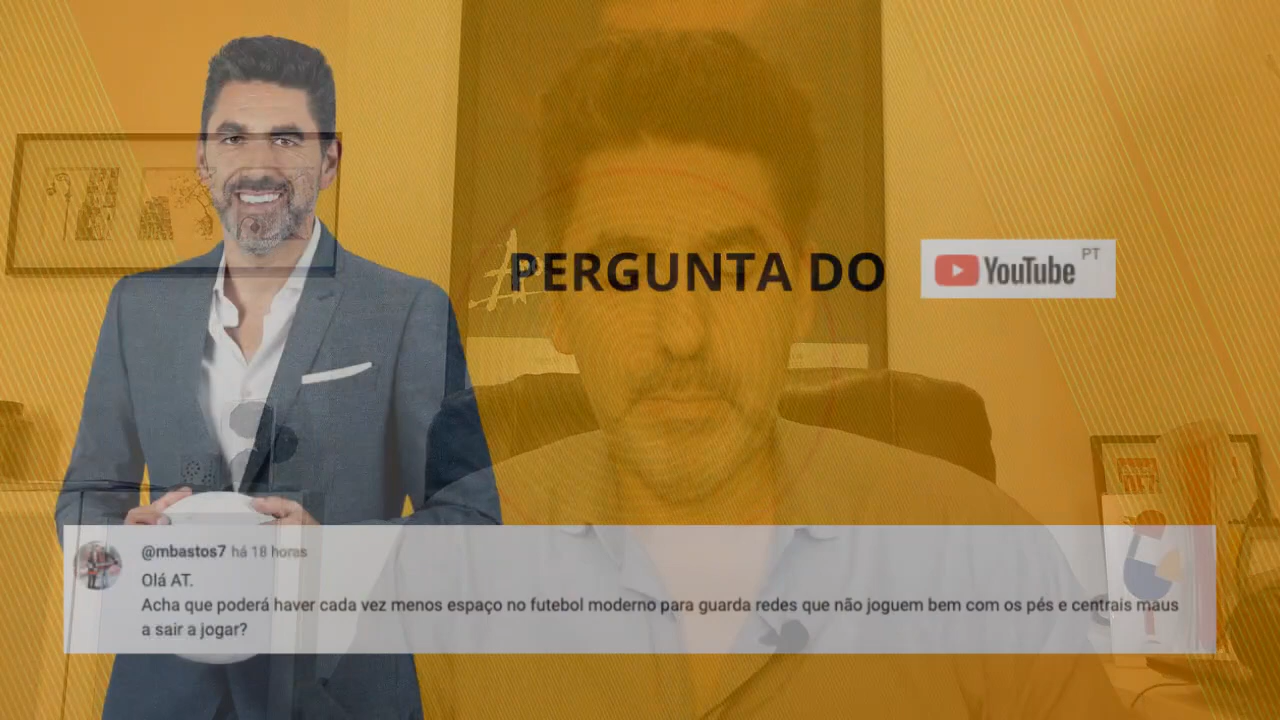 PERGUNTA DO
YouTube PT
@mbastos7 há 18 horas
Olá AT.
Acha que poderá haver cada vez menos espaço no futebol moderno para guarda redes que não joguem bem com os pés e centrais maus
a sair a jogar?